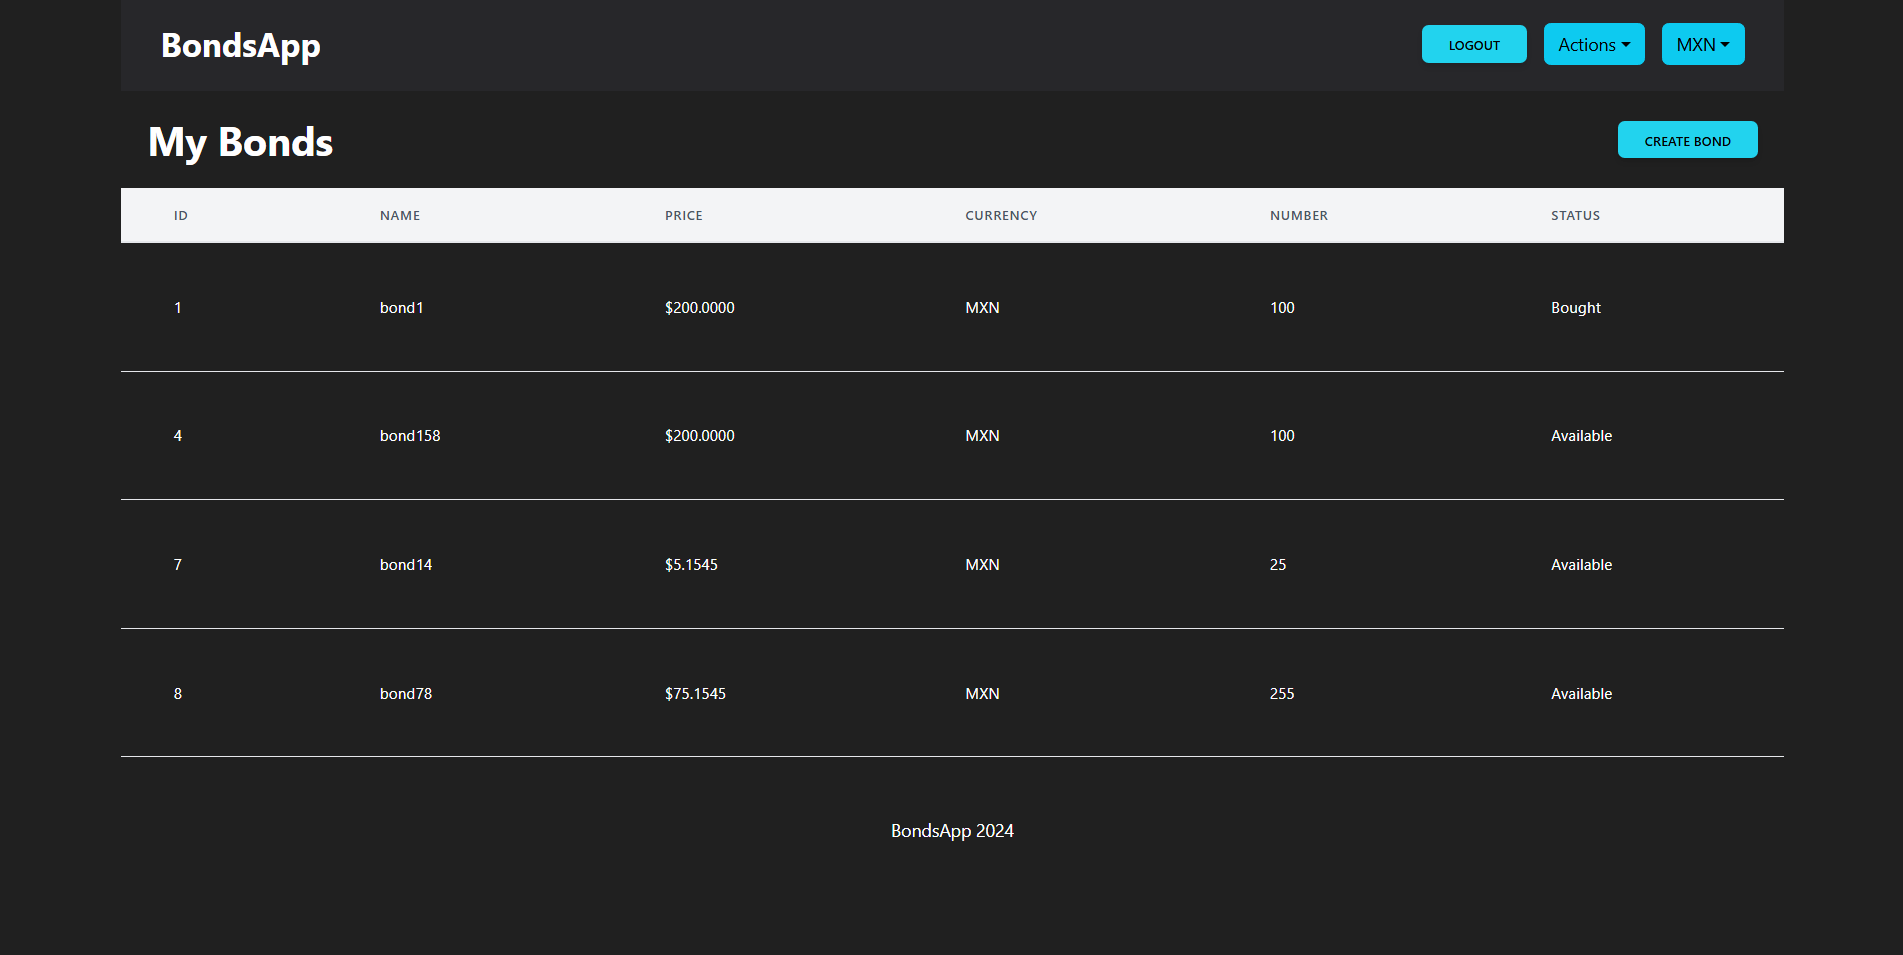 BondsApp LOGOUT Actions MXN
My Bonds CREATE BOND
ID NAME PRICE CURRENCY NUMBER STATUS
1 bond1 $200.0000 MXN 100 Bought
4 bond158 $200.0000 MXN 100 Available
7 bond14 $5.1545 MXN 25 Available
8 bond78 $75.1545 MXN 255 Available
BondsApp 2024